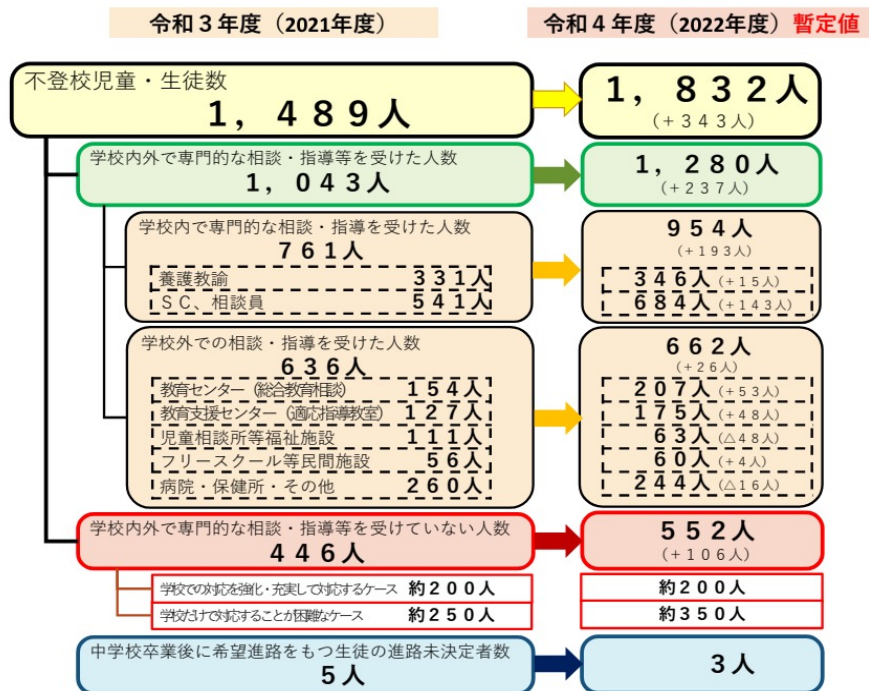 令和３年度（2021年度）
令和４年度（2022年度）暫定値
不登校児童・生徒数
１，４８９人
１，８３２人
（＋３４３人）
学校内外で専門的な相談・指導等を受けた人数
１，０４３人
１，２８０人
（＋２３７人）
学校内で専門的な相談・指導を受けた人数
７６１人
養護教諭 ３３１人
ＳＣ、相談員 ５４１人
９５４人
（＋１９３人）
３４６人（＋１５人）
６８４人（＋１４３人）
学校外での相談・指導を受けた人数
６３６人
教育センター（総合教育相談） １５４人
教育支援センター（適応指導教室） １２７人
児童相談所等福祉施設 １１１人
フリースクール等民間施設 ５６人
病院・保健所・その他 ２６０人
６６２人
（＋２６人）
２０７人（＋５３人）
１７５人（＋４８人）
６３人（△４８人）
６０人（＋４人）
２４４人（△１６人）
学校内外で専門的な相談・指導等を受けていない人数
４４６人
５５２人
（＋１０６人）
学校での対応を強化・充実して対応するケース 約２００人
学校だけで対応することが困難なケース 約２５０人
約２００人
約３５０人
中学校卒業後に希望進路をもつ生徒の進路未決定者数
５人
３人